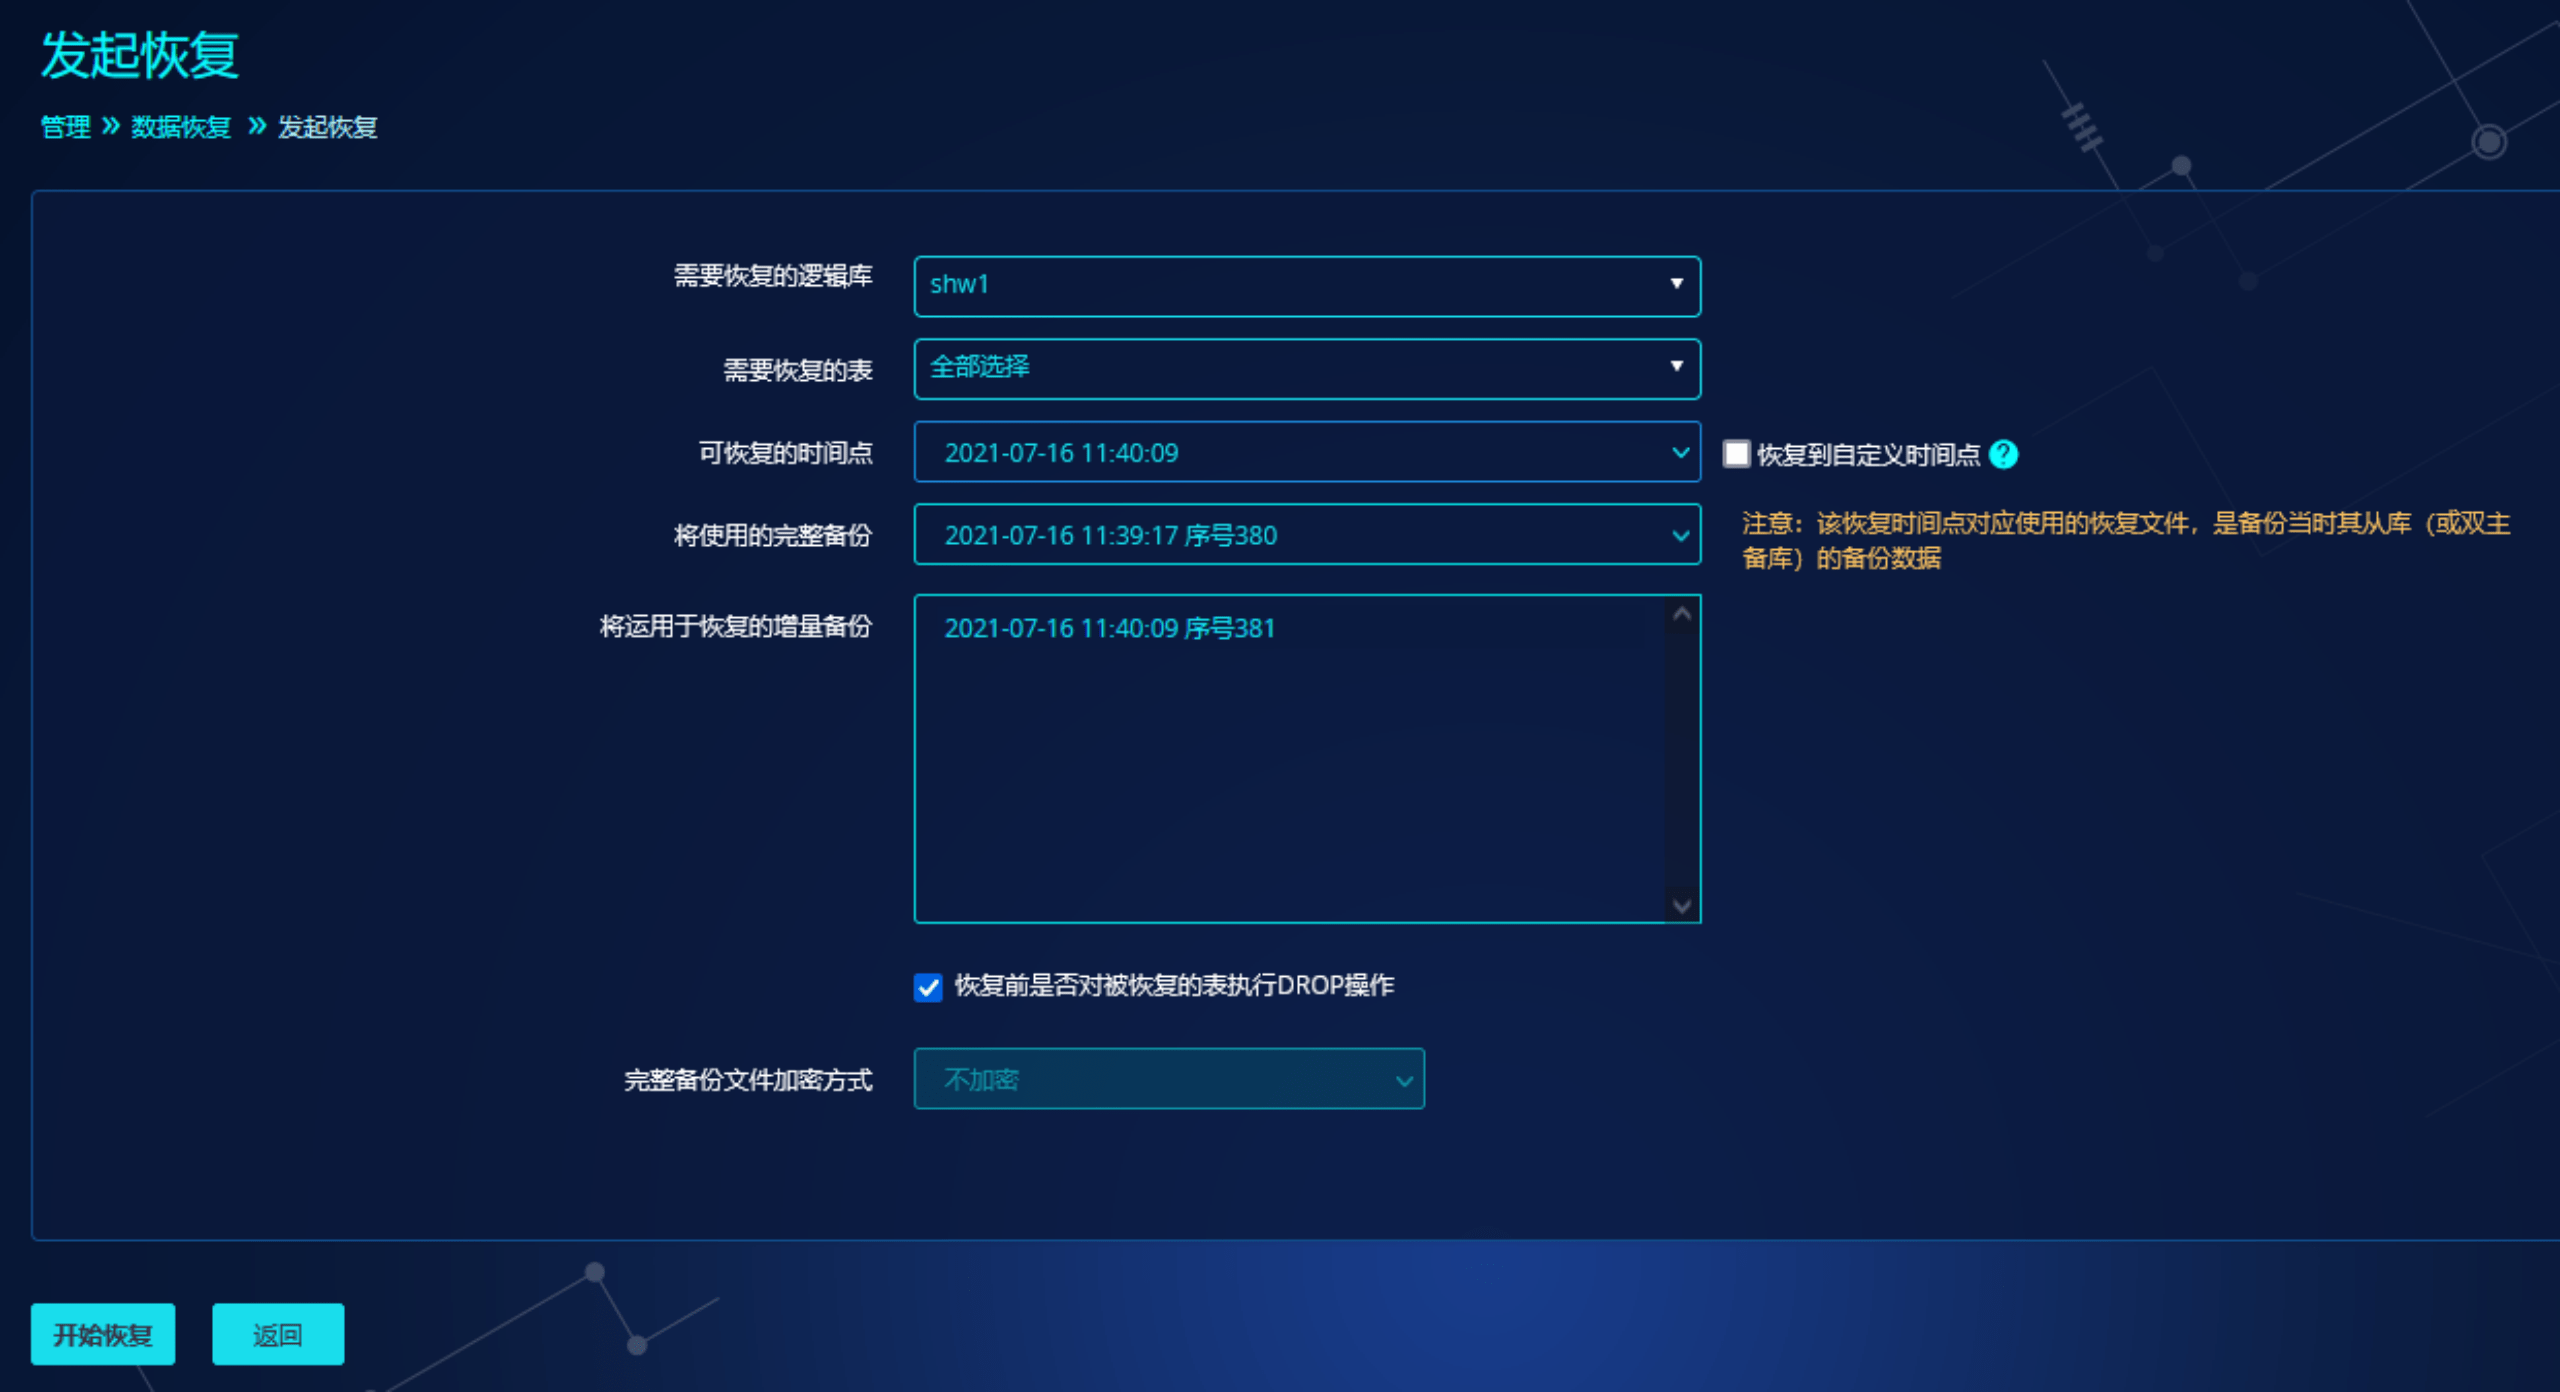 发起恢复
管理 » 数据恢复 » 发起恢复
需要恢复的逻辑库 shw1
需要恢复的表 全部选择
可恢复的时间点 2021-07-16 11:40:09 恢复到自定义时间点 ?
将使用的完整备份 2021-07-16 11:39:17 序号380
注意：该恢复时间点对应使用的恢复文件，是备份当时其从库（或双主
备库）的备份数据
将运用于恢复的增量备份 2021-07-16 11:40:09 序号381
恢复前是否对被恢复的表执行DROP操作
完整备份文件加密方式 不加密
开始恢复 返回